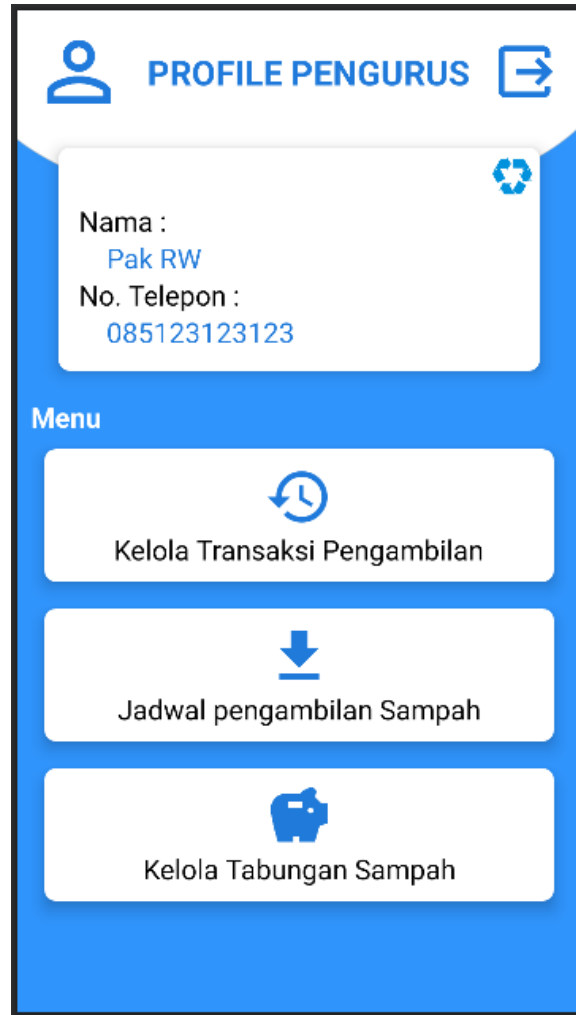 PROFILE PENGURUS
Nama :
Pak RW
No. Telepon :
085123123123
Menu
Kelola Transaksi Pengambilan
Jadwal pengambilan Sampah
Kelola Tabungan Sampah